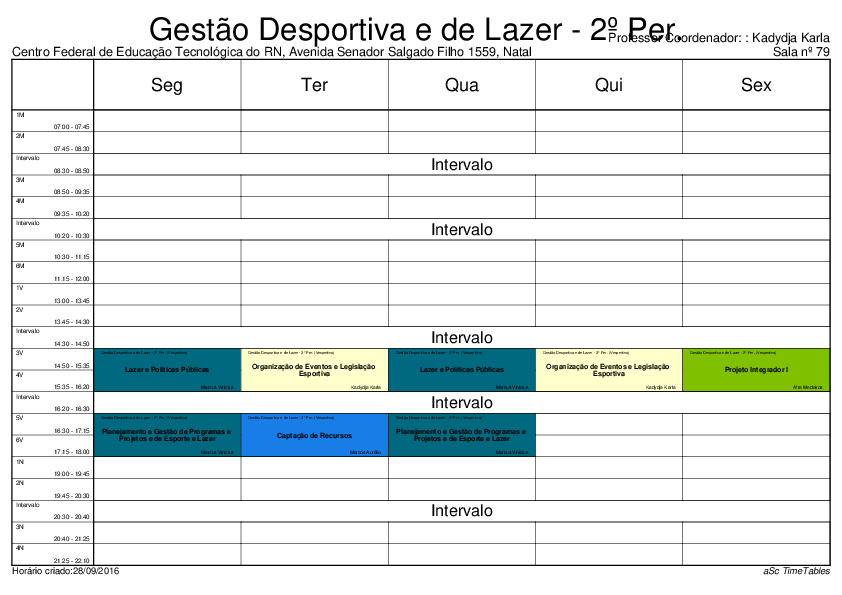 Gestão Desportiva e de Lazer - 2º Per.
Professor Coordenador: : Kadydja Karla
Centro Federal de Educação Tecnológica do RN, Avenida Senador Salgado Filho 1559, Natal
Sala nº 79
Seg Ter Qua Qui Sex
1M
07:00 - 07:45
2M
07:45 - 08:30
Intervalo
Intervalo
08:30 - 08:50
3M
08:50 - 09:35
4M
09:35 - 10:20
Intervalo
Intervalo
10:20 - 10:30
5M
10:30 - 11:15
6M
11:15 - 12:00
1V
13:00 - 13:45
2V
13:45 - 14:30
Intervalo
Intervalo
14:30 - 14:50
3V
14:50 - 15:35
4V
15:35 - 16:20
Gestão Desportiva e de Lazer - 2º Per. (Vespertino)
Lazer e Políticas Públicas
Marcus Vinicius
Gestão Desportiva e de Lazer - 2º Per. (Vespertino)
Organização de Eventos e Legislação
Esportiva
Kadydja Karla
Gestão Desportiva e de Lazer - 2º Per. (Vespertino)
Lazer e Políticas Públicas
Marcus Vinicius
Gestão Desportiva e de Lazer - 2º Per. (Vespertino)
Organização de Eventos e Legislação
Esportiva
Kadydja Karla
Gestão Desportiva e de Lazer - 2º Per. (Vespertino)
Projeto Integrador I
Intervalo
Intervalo
16:20 - 16:30
5V
16:30 - 17:15
6V
17:15 - 18:00
Gestão Desportiva e de Lazer - 2º Per. (Vespertino)
Planejamento e Gestão de Programas e
Projetos e de Esporte e Lazer
Marcus Vinicius
Gestão Desportiva e de Lazer - 2º Per. (Vespertino)
Captação de Recursos
Marcos Aurélio
Gestão Desportiva e de Lazer - 2º Per. (Vespertino)
Planejamento e Gestão de Programas e
Projetos e de Esporte e Lazer
Marcus Vinicius
1N
19:00 - 19:45
2N
19:45 - 20:30
Intervalo
Intervalo
20:30 - 20:40
3N
20:40 - 21:25
4N
21:25 - 22:10
Horário criado:28/09/2016
aSc TimeTables